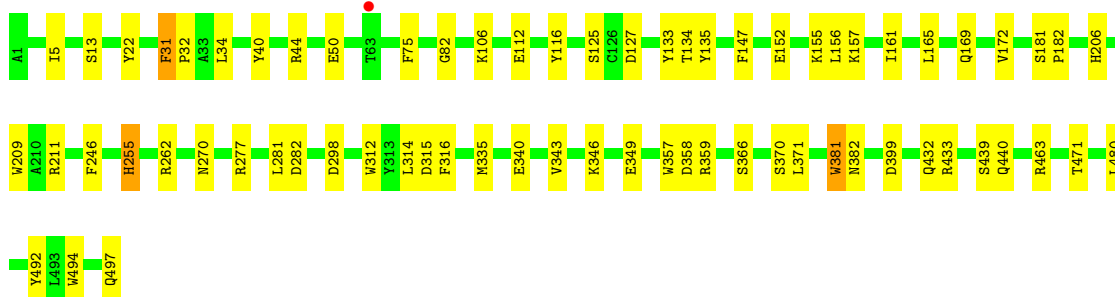 A1 I5 S13 Y22 F31 P32 A33 L34 Y40 R44 E50 T63 F75 G82 K106 E112 Y116 S125 C126 D127 Y133 T134 Y135 F147 E152 K155 L156 K157 I161 L165 Q169 V172 S181 P182 H206
W209 A210 R211 F246 H255 R262 N270 R277 L281 D282 D298 W312 Y313 L314 D315 F316 M335 E340 V343 K346 E349 W357 D358 R359 S366 S370 L371 W381 N382 D399 Q432 R433 S439 Q440 R463 T471 L480
Y492 L493 W494 Q497